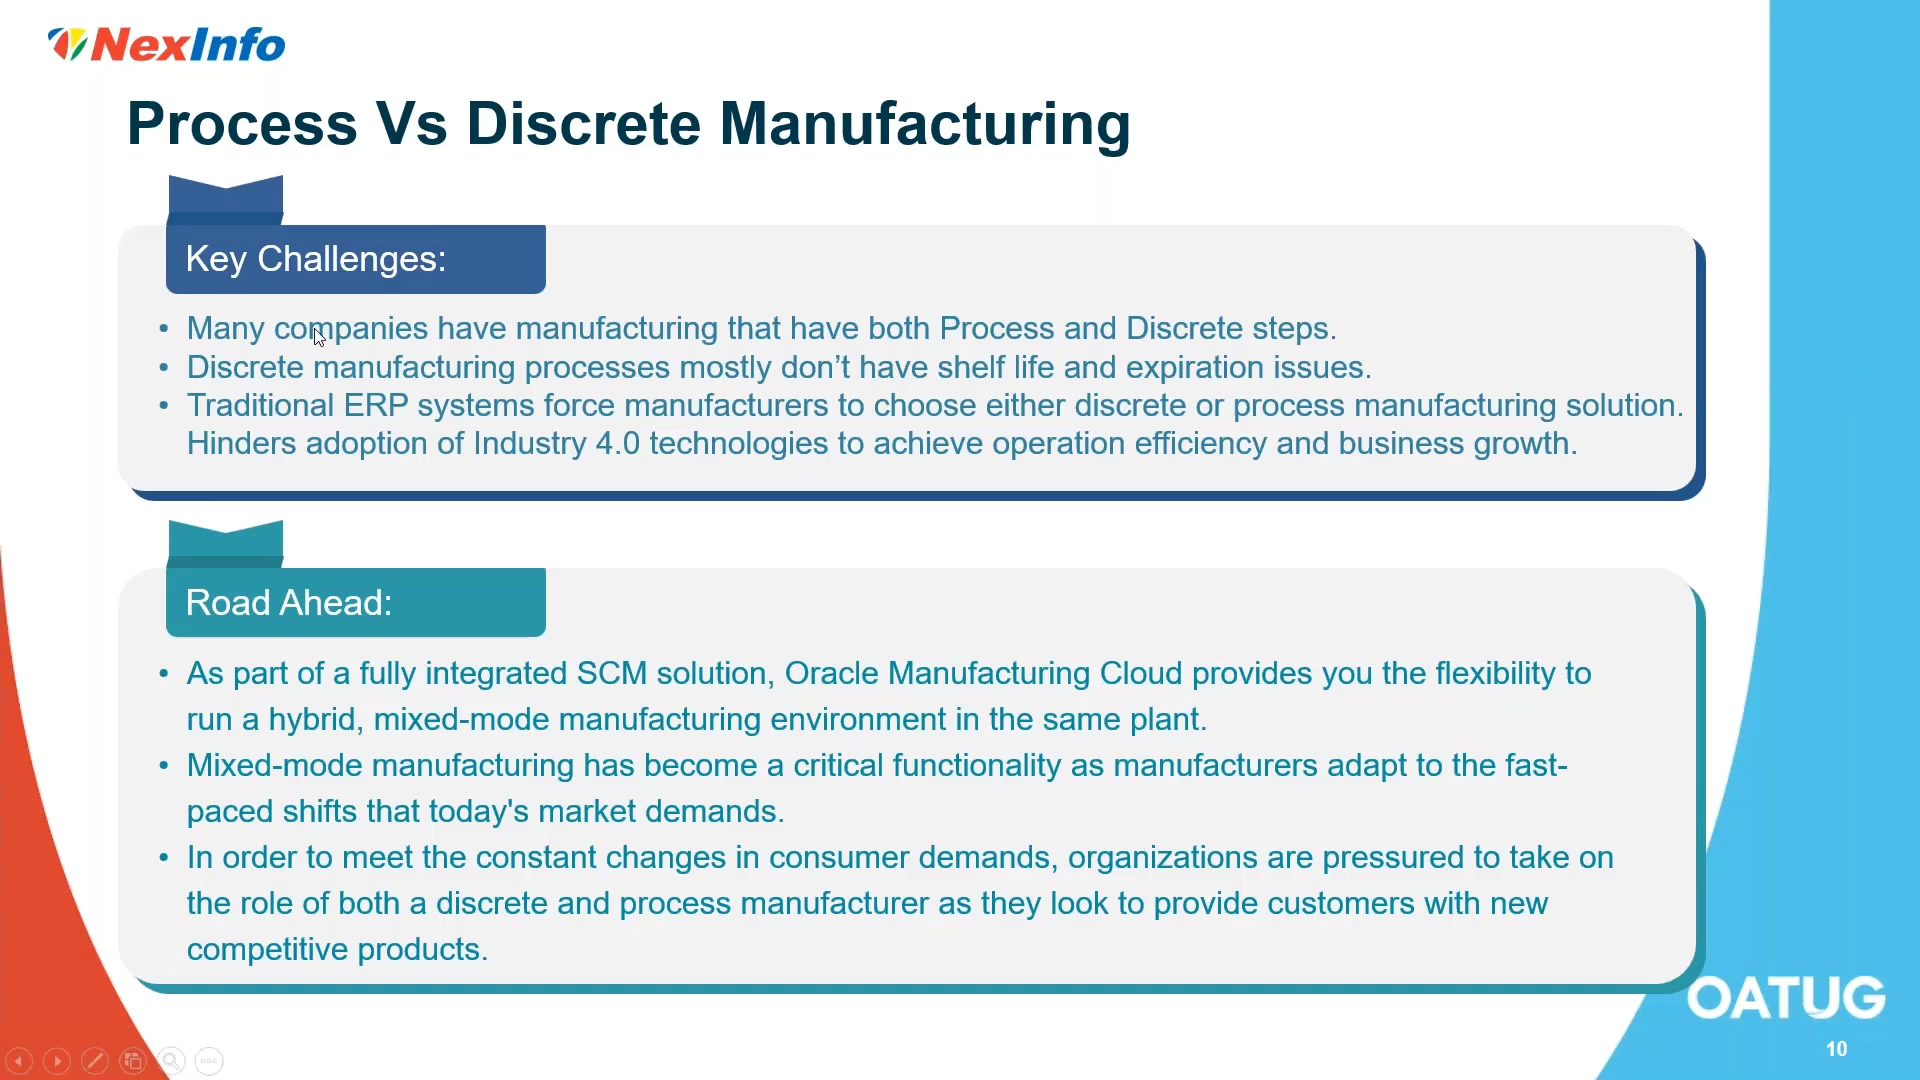 NexInfo
Process Vs Discrete Manufacturing
Key Challenges:
• Many companies have manufacturing that have both Process and Discrete steps.
• Discrete manufacturing processes mostly don’t have shelf life and expiration issues.
• Traditional ERP systems force manufacturers to choose either discrete or process manufacturing solution.
Hinders adoption of Industry 4.0 technologies to achieve operation efficiency and business growth.
Road Ahead:
• As part of a fully integrated SCM solution, Oracle Manufacturing Cloud provides you the flexibility to
run a hybrid, mixed-mode manufacturing environment in the same plant.
• Mixed-mode manufacturing has become a critical functionality as manufacturers adapt to the fast-
paced shifts that today's market demands.
• In order to meet the constant changes in consumer demands, organizations are pressured to take on
the role of both a discrete and process manufacturer as they look to provide customers with new
competitive products.
OATUG
10